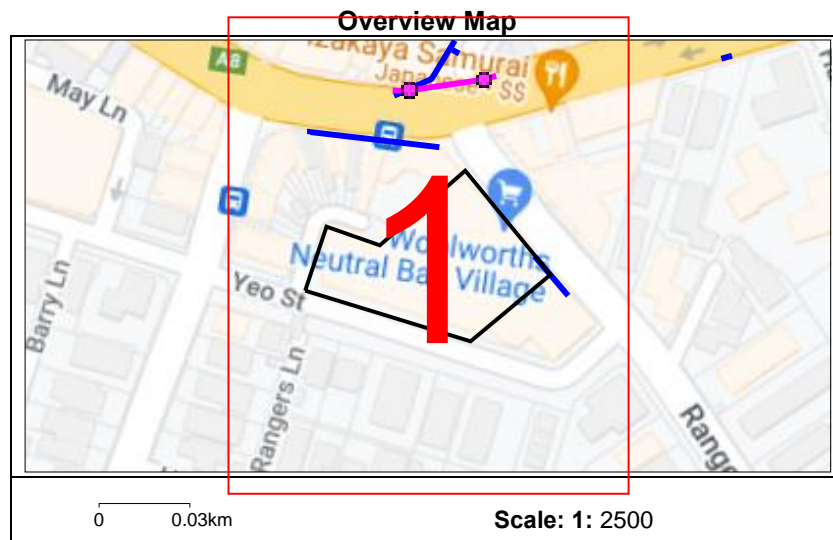 Overview Map
Izakaya Samurai
Japanese · $$
A8
May Ln
1
Woolworths
Neutral Bay Village
Yeo St
Barry Ln
Rangers Ln
0 0.03km
Scale: 1: 2500